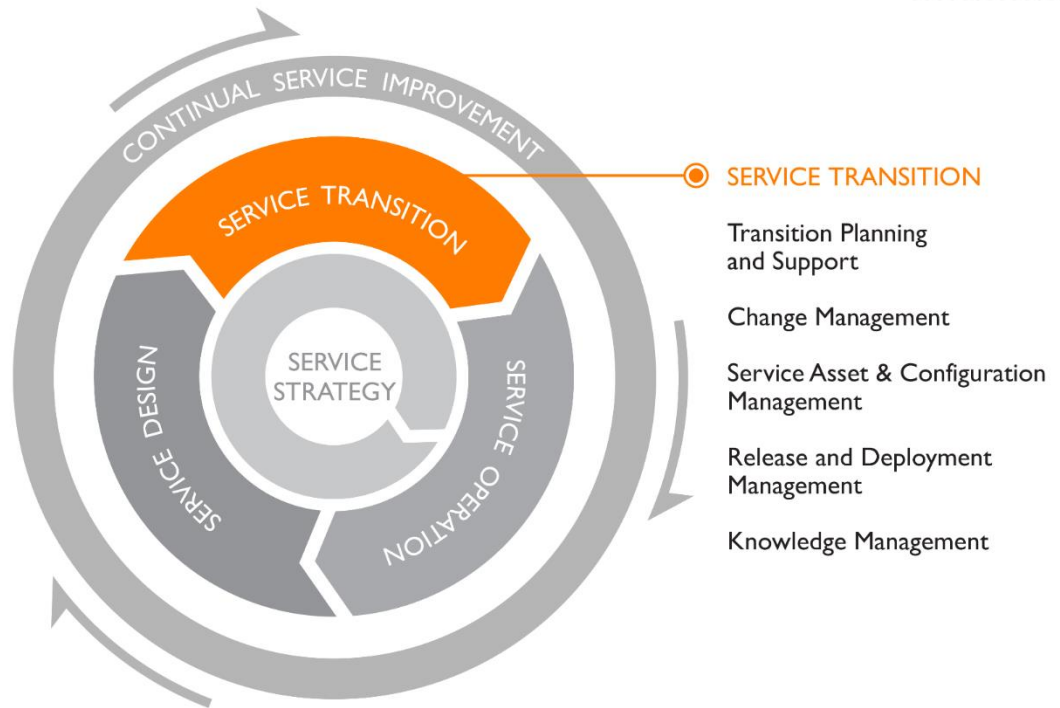 CONTINUAL SERVICE IMPROVEMENT
SERVICE TRANSITION
SERVICE DESIGN
SERVICE
STRATEGY
SERVICE OPERATION
SERVICE TRANSITION
Transition Planning
and Support
Change Management
Service Asset & Configuration
Management
Release and Deployment
Management
Knowledge Management